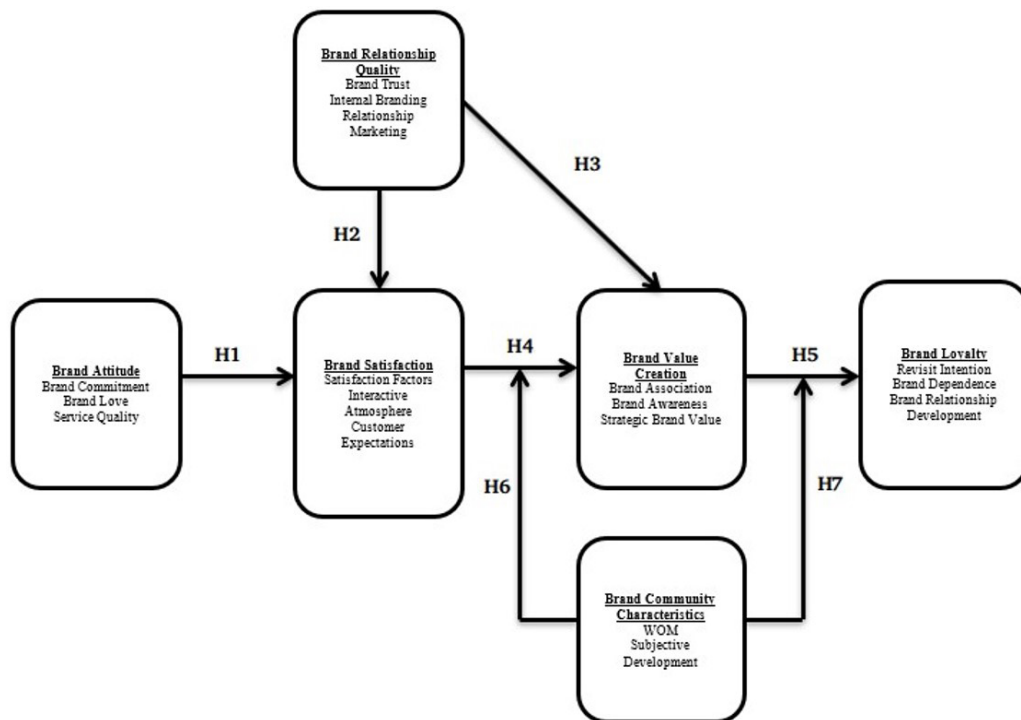 Brand Relationship
Quality
Brand Trust
Internal Branding
Relationship
Marketing
H3
H2
Brand Attitude
Brand Commitment
Brand Love
Service Quality
H1
Brand Satisfaction
Satisfaction Factors
Interactive
Atmosphere
Customer
Expectations
H4
Brand Value
Creation
Brand Association
Brand Awareness
Strategic Brand Value
H5
Brand Loyalty
Revisit Intention
Brand Dependence
Brand Relationship
Development
H6
H7
Brand Community
Characteristics
WOM
Subjective
Development